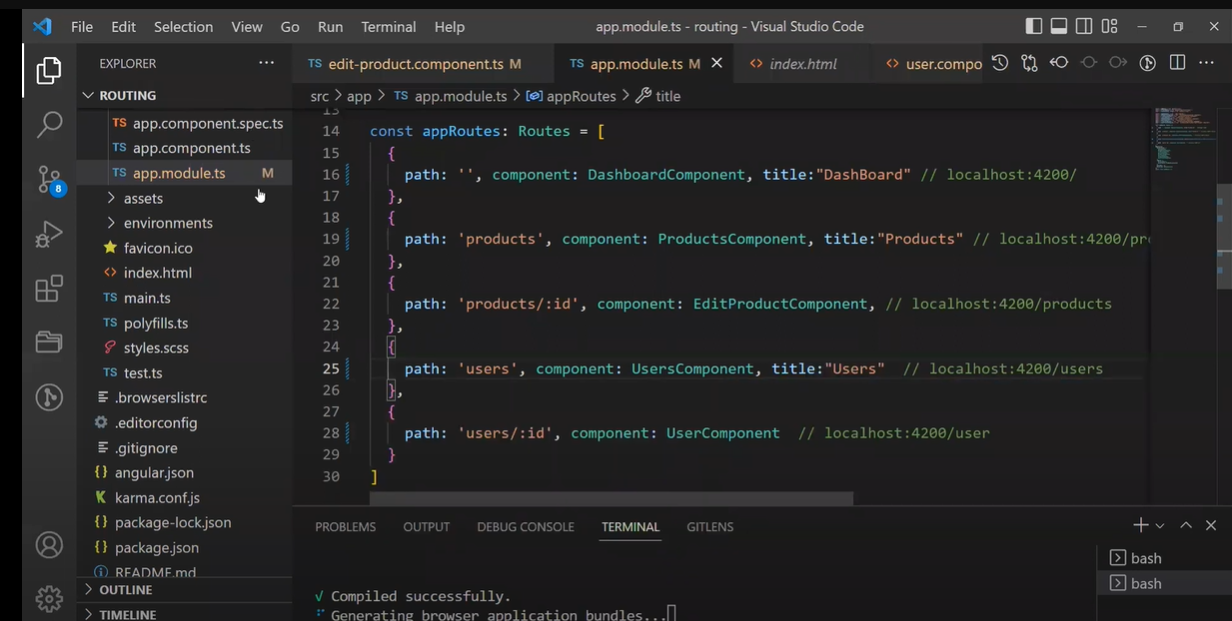 File Edit Selection View Go Run Terminal Help app.module.ts - routing - Visual Studio Code
EXPLORER ···
TS edit-product.component.ts M TS app.module.ts M <> index.html <> user.compo
ROUTING
src > app > TS app.module.ts > appRoutes > title
TS app.component.spec.ts
TS app.component.ts
TS app.module.ts M
8
assets
environments
favicon.ico
<> index.html
TS main.ts
TS polyfills.ts
styles.scss
TS test.ts
.browserslistrc
.editorconfig
.gitignore
{} angular.json
karma.conf.js
{} package-lock.json
{} package.json
README.md
OUTLINE
TIMELINE
13
14 const appRoutes: Routes = [
15 {
16 path: '', component: DashboardComponent, title:"DashBoard" // localhost:4200/
17 },
18 {
19 path: 'products', component: ProductsComponent, title:"Products" // localhost:4200/pro
20 },
21 {
22 path: 'products/:id', component: EditProductComponent, // localhost:4200/products
23 },
24 {
25 path: 'users', component: UsersComponent, title:"Users" // localhost:4200/users
26 },
27 {
28 path: 'users/:id', component: UserComponent // localhost:4200/user
29 }
30 ]
PROBLEMS OUTPUT DEBUG CONSOLE TERMINAL GITLENS
bash
bash
√ Compiled successfully.
Generating browser application bundles...